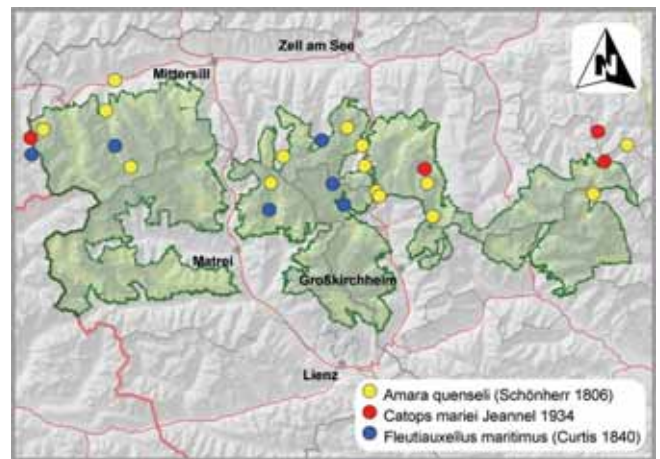 Zell am See
Mittersill
N
Matrei
Großkirchheim
Lienz
Amara quenseli (Schönherr 1806)
Catops mariei Jeannel 1934
Fleutiauxellus maritimus (Curtis 1840)